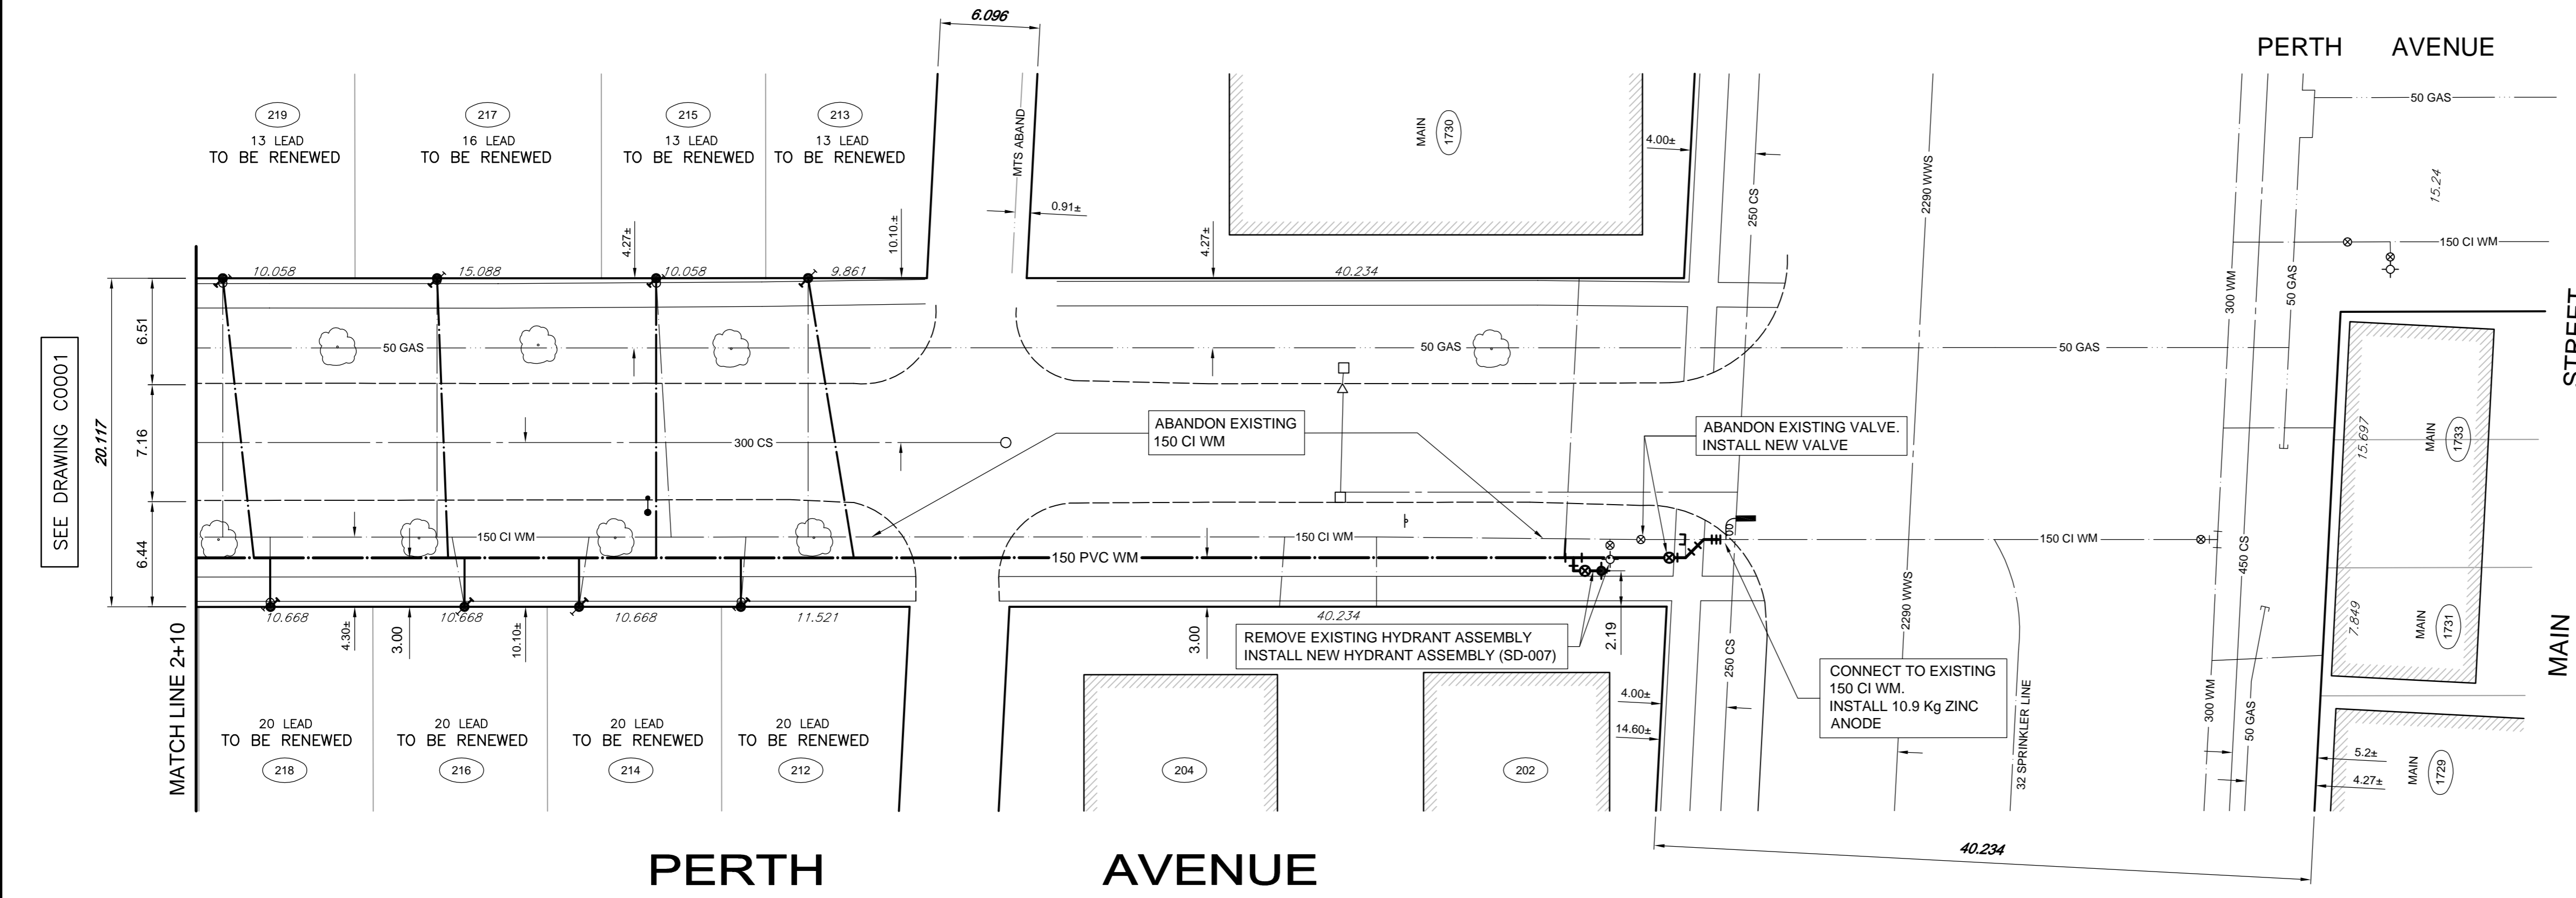 6.096
PERTH AVENUE
219
13 LEAD
TO BE RENEWED
217
16 LEAD
TO BE RENEWED
215
13 LEAD
TO BE RENEWED
213
13 LEAD
TO BE RENEWED
MTS ABAND
0.91±
MAIN
1730
4.00±
250 CS
2290 WWS
50 GAS
15.24
150 CI WM
300 WM
50 GAS
4.27±
10.10.±
4.27±
10.058
15.088
10.058
9.861
40.234
SEE DRAWING C0001
20.117
6.51
7.16
6.44
50 GAS
50 GAS
50 GAS
300 CS
ABANDON EXISTING
150 CI WM
ABANDON EXISTING VALVE.
INSTALL NEW VALVE
15.697
MAIN
1733
STREET
150 CI WM
150 CI WM
150 CI WM
150 PVC WM
450 CS
10.668
10.668
10.668
11.521
40.234
4.30±
3.00
10.10±
3.00
2.19
REMOVE EXISTING HYDRANT ASSEMBLY
INSTALL NEW HYDRANT ASSEMBLY (SD-007)
250 CS
2290 WWS
7.849
MAIN
1731
MAIN
MATCH LINE 2+10
20 LEAD
TO BE RENEWED
218
20 LEAD
TO BE RENEWED
216
20 LEAD
TO BE RENEWED
214
20 LEAD
TO BE RENEWED
212
204
202
4.00±
14.60±
CONNECT TO EXISTING
150 CI WM.
INSTALL 10.9 Kg ZINC
ANODE
32 SPRINKLER LINE
300 WM
50 GAS
5.2±
4.27±
MAIN
1729
40.234
PERTH AVENUE